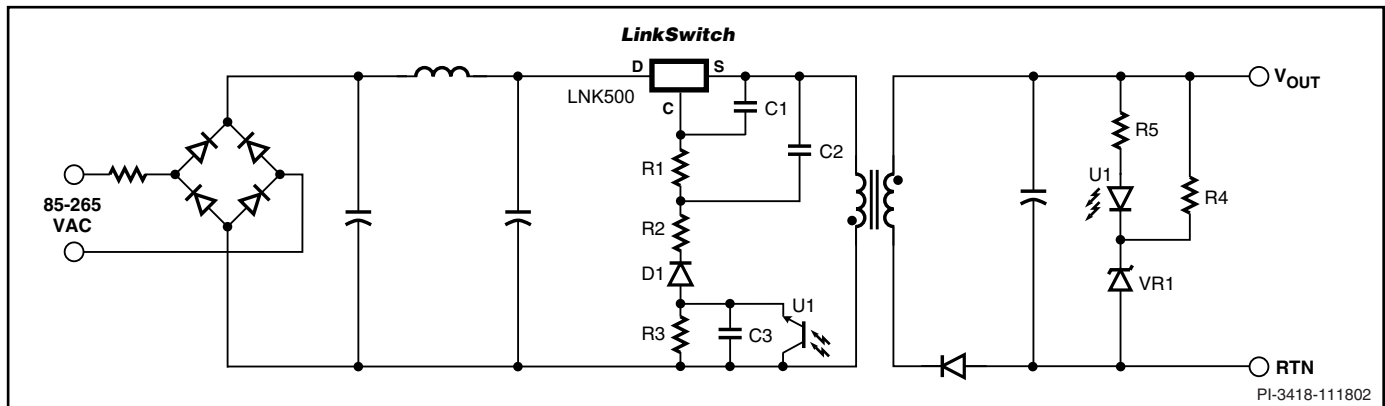 LinkSwitch
D
S
LNK500
C
C1
C2
R1
R2
D1
R3
C3
U1
85-265
VAC
VOUT
R5
U1
R4
VR1
RTN
PI-3418-111802